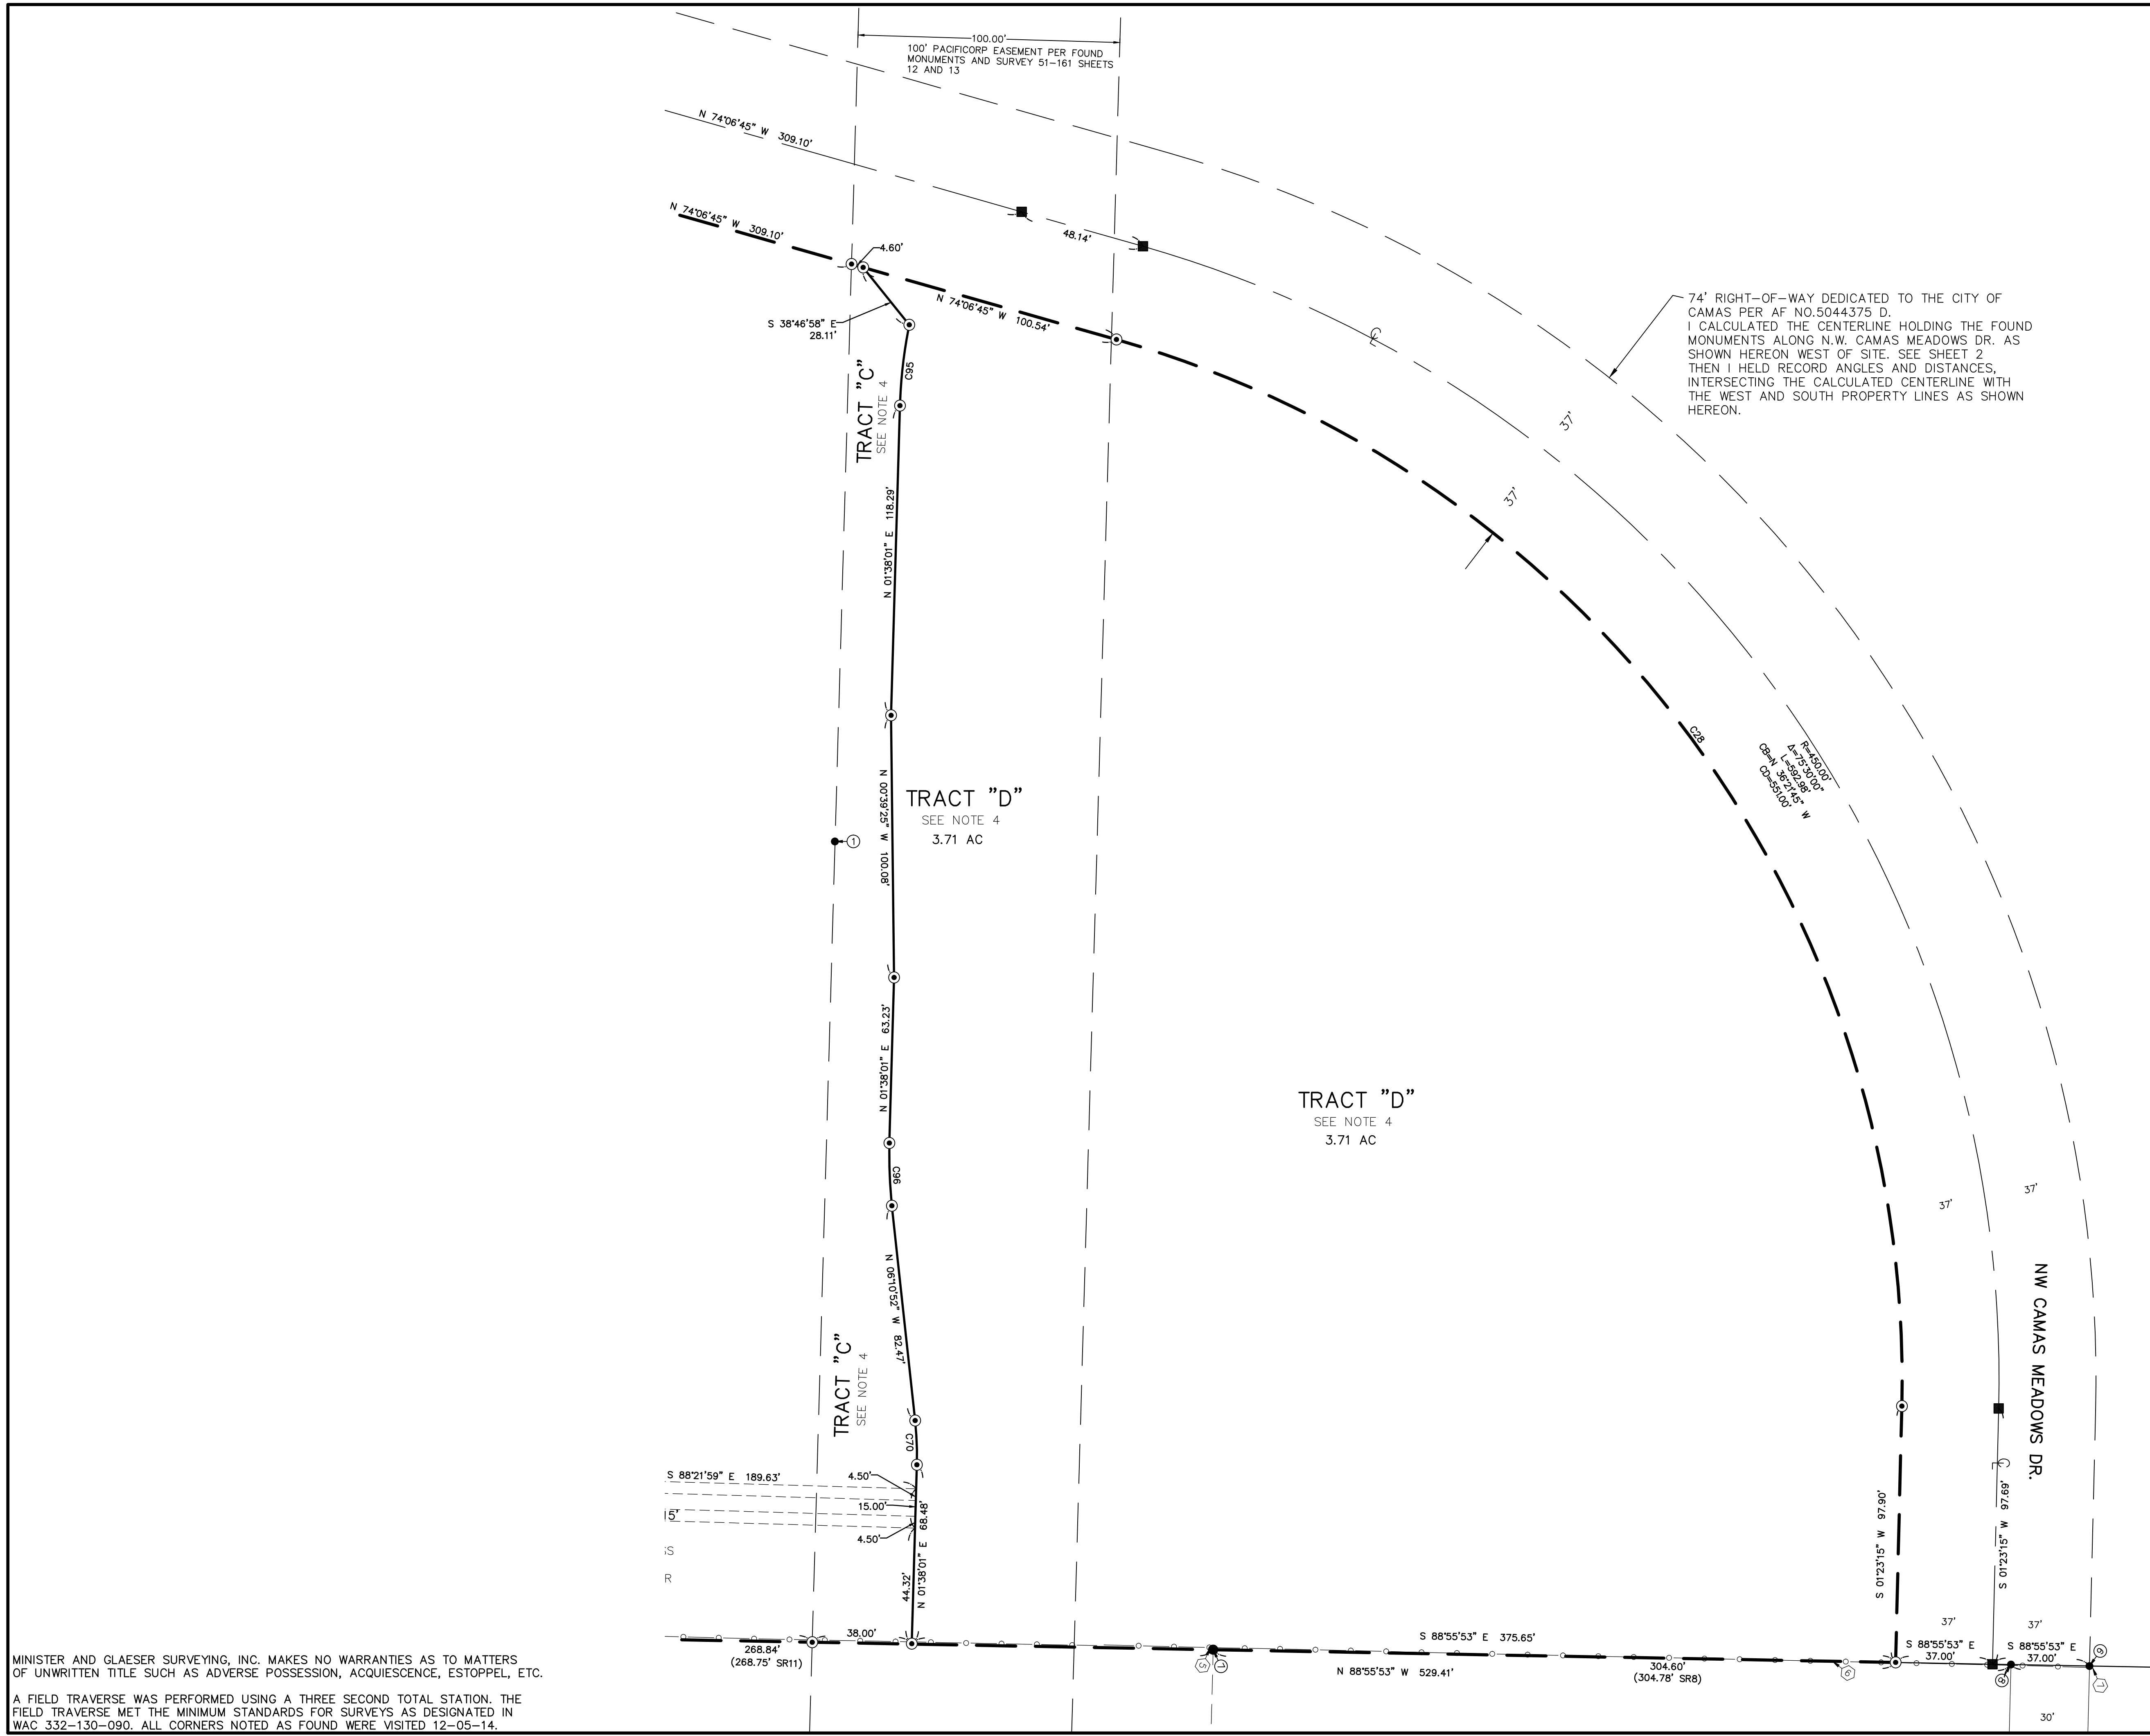 100.00'
100' PACIFICORP EASEMENT PER FOUND
MONUMENTS AND SURVEY 51-161 SHEETS
12 AND 13
N 74°06'45" W 309.10'
N 74°06'45" W 309.10'
48.14'
4.60'
N 74°06'45" W 100.54'
S 38°46'58" E
28.11'
C95
TRACT "C"
SEE NOTE 4
℄
74' RIGHT-OF-WAY DEDICATED TO THE CITY OF
CAMAS PER AF NO.5044375 D.
I CALCULATED THE CENTERLINE HOLDING THE FOUND
MONUMENTS ALONG N.W. CAMAS MEADOWS DR. AS
SHOWN HEREON WEST OF SITE. SEE SHEET 2
THEN I HELD RECORD ANGLES AND DISTANCES,
INTERSECTING THE CALCULATED CENTERLINE WITH
THE WEST AND SOUTH PROPERTY LINES AS SHOWN
HEREON.
37'
37'
N 01°38'01" E 118.29'
C28
R=450.00'
Δ=75°30'00"
L=592.98'
CB=N 36°21'45" W
CD=551.00'
N 00°39'25" W 100.08'
TRACT "D"
SEE NOTE 4
3.71 AC
1
N 01°38'01" E 63.23'
TRACT "D"
SEE NOTE 4
3.71 AC
C96
37'
37'
N 06°10'52" W 82.47'
NW CAMAS MEADOWS DR.
TRACT "C"
SEE NOTE 4
C70
℄
S 88°21'59" E 189.63'
4.50'
15.00'
15'
4.50'
N 01°38'01" E 68.48'
44.32'
S 01°23'15" W 97.90'
S 01°23'15" W 97.69'
SS
R
38.00'
268.84'
(268.75' SR11)
5
1
S 88°55'53" E 375.65'
N 88°55'53" W 529.41'
304.60'
(304.78' SR8)
37'
37'
S 88°55'53" E
37.00'
S 88°55'53" E
37.00'
8
7
30'
MINISTER AND GLAESER SURVEYING, INC. MAKES NO WARRANTIES AS TO MATTERS
OF UNWRITTEN TITLE SUCH AS ADVERSE POSSESSION, ACQUIESCENCE, ESTOPPEL, ETC.
A FIELD TRAVERSE WAS PERFORMED USING A THREE SECOND TOTAL STATION. THE
FIELD TRAVERSE MET THE MINIMUM STANDARDS FOR SURVEYS AS DESIGNATED IN
WAC 332-130-090. ALL CORNERS NOTED AS FOUND WERE VISITED 12-05-14.